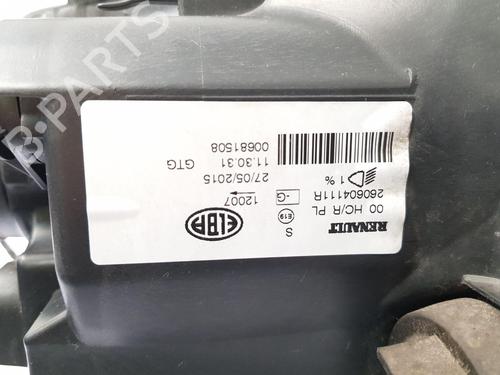 RENAULT
00 HC/R PL
260604111R
1 %
S
E19
-G
12007
ELBA
27/05/2015
11.30.31
GTG
00681508
B-PARTS